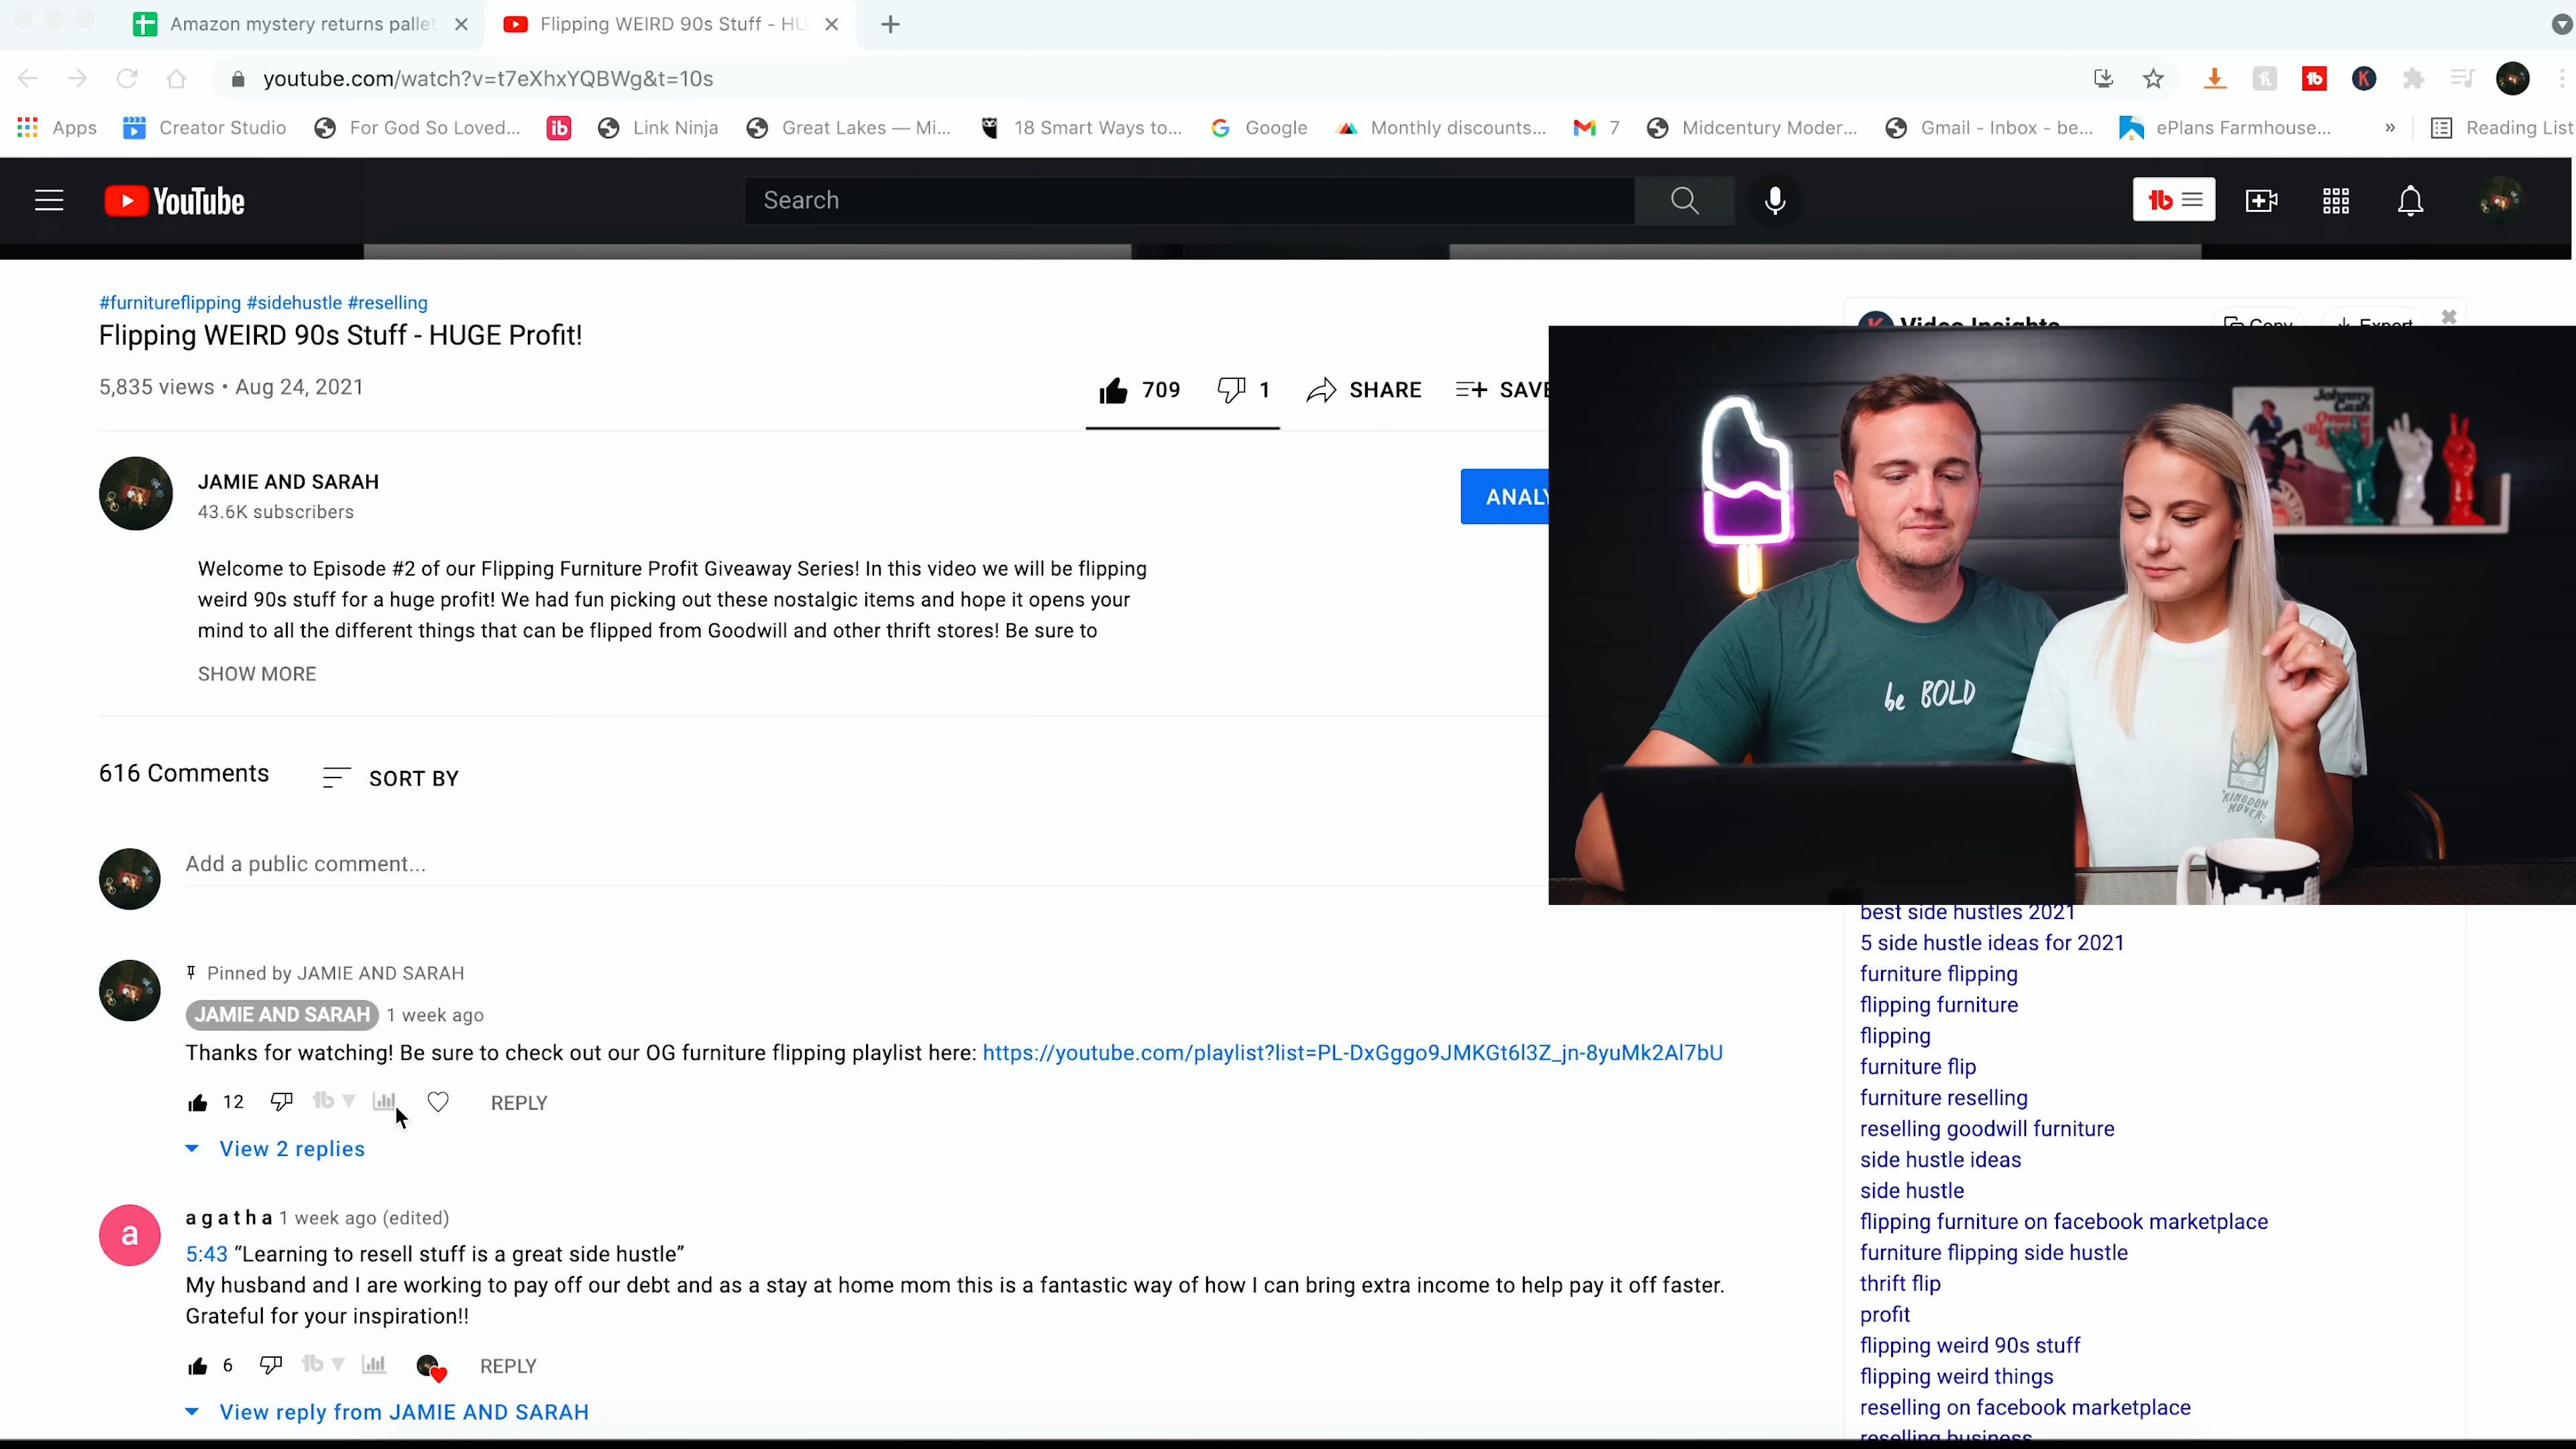 Amazon mystery returns pallet
Flipping WEIRD 90s Stuff - HU
youtube.com/watch?v=t7eXhxYQBWg&t=10s
Apps
Creator Studio
For God So Loved...
Link Ninja
Great Lakes — Mi...
18 Smart Ways to...
Google
Monthly discounts...
7
Midcentury Moder...
Gmail - Inbox - be...
ePlans Farmhouse...
»
Reading List
YouTube
Search
#furnitureflipping #sidehustle #reselling
Flipping WEIRD 90s Stuff - HUGE Profit!
5,835 views • Aug 24, 2021
709
1
SHARE
SAVE
JAMIE AND SARAH
43.6K subscribers
ANALY
Welcome to Episode #2 of our Flipping Furniture Profit Giveaway Series! In this video we will be flipping
weird 90s stuff for a huge profit! We had fun picking out these nostalgic items and hope it opens your
mind to all the different things that can be flipped from Goodwill and other thrift stores! Be sure to
SHOW MORE
616 Comments
SORT BY
Add a public comment...
Pinned by JAMIE AND SARAH
JAMIE AND SARAH 1 week ago
Thanks for watching! Be sure to check out our OG furniture flipping playlist here: https://youtube.com/playlist?list=PL-DxGggo9JMKGt6l3Z_jn-8yuMk2Al7bU
12
REPLY
View 2 replies
a
a g a t h a 1 week ago (edited)
5:43 “Learning to resell stuff is a great side hustle”
My husband and I are working to pay off our debt and as a stay at home mom this is a fantastic way of how I can bring extra income to help pay it off faster.
Grateful for your inspiration!!
6
REPLY
View reply from JAMIE AND SARAH
Video Insights
Copy
Export
Johnny
Cash
Orange
Blossom
Special
be BOLD
KINGDOM
MOVER
best side hustles 2021
5 side hustle ideas for 2021
furniture flipping
flipping furniture
flipping
furniture flip
furniture reselling
reselling goodwill furniture
side hustle ideas
side hustle
flipping furniture on facebook marketplace
furniture flipping side hustle
thrift flip
profit
flipping weird 90s stuff
flipping weird things
reselling on facebook marketplace
reselling business